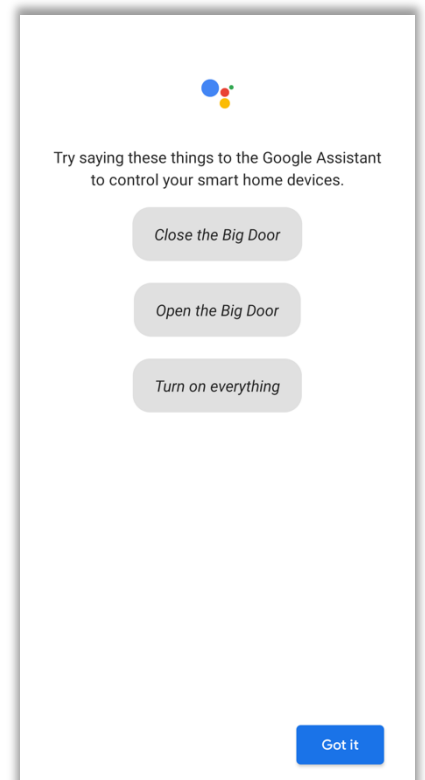 Try saying these things to the Google Assistant
to control your smart home devices.
Close the Big Door
Open the Big Door
Turn on everything
Got it